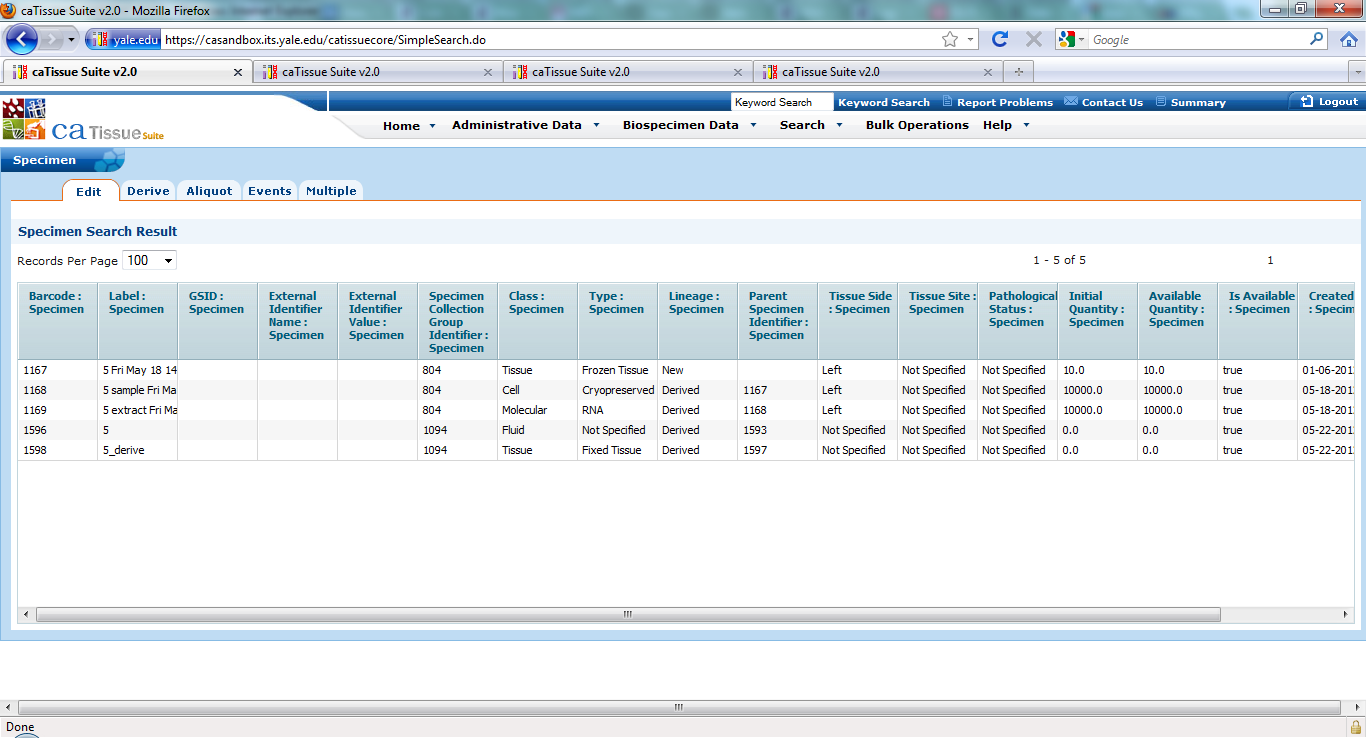 caTissue Suite v2.0 - Mozilla Firefox
yale.edu https://casandbox.its.yale.edu/catissuecore/SimpleSearch.do Google
caTissue Suite v2.0 caTissue Suite v2.0 caTissue Suite v2.0 caTissue Suite v2.0
Keyword Search Keyword Search Report Problems Contact Us Summary Logout
ca Tissue Suite Home Administrative Data Biospecimen Data Search Bulk Operations Help
Specimen
Edit Derive Aliquot Events Multiple
Specimen Search Result
Records Per Page 100 1 - 5 of 5 1
Barcode : Label : GSID : External External Specimen Class : Type : Lineage : Parent Tissue Side Tissue Site : Pathological Initial Available Is Available Created
Specimen Specimen Specimen Identifier Identifier Collection Specimen Specimen Specimen Specimen : Specimen Specimen Status : Quantity : Quantity : : Specimen : Specim
Name : Value : Group Identifier : Specimen Specimen Specimen
Specimen Specimen Identifier : Specimen
Specimen
1167 5 Fri May 18 14 804 Tissue Frozen Tissue New Left Not Specified Not Specified 10.0 10.0 true 01-06-201
1168 5 sample Fri Ma 804 Cell Cryopreserved Derived 1167 Left Not Specified Not Specified 10000.0 10000.0 true 05-18-201
1169 5 extract Fri Ma 804 Molecular RNA Derived 1168 Left Not Specified Not Specified 10000.0 10000.0 true 05-18-201
1596 5 1094 Fluid Not Specified Derived 1593 Not Specified Not Specified Not Specified 0.0 0.0 true 05-22-201
1598 5_derive 1094 Tissue Fixed Tissue Derived 1597 Not Specified Not Specified Not Specified 0.0 0.0 true 05-22-201
Done